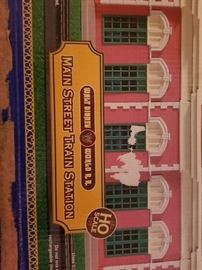 WALT DISNEY WORLD R.R.
MAIN STREET TRAIN STATION
HO
SCALE